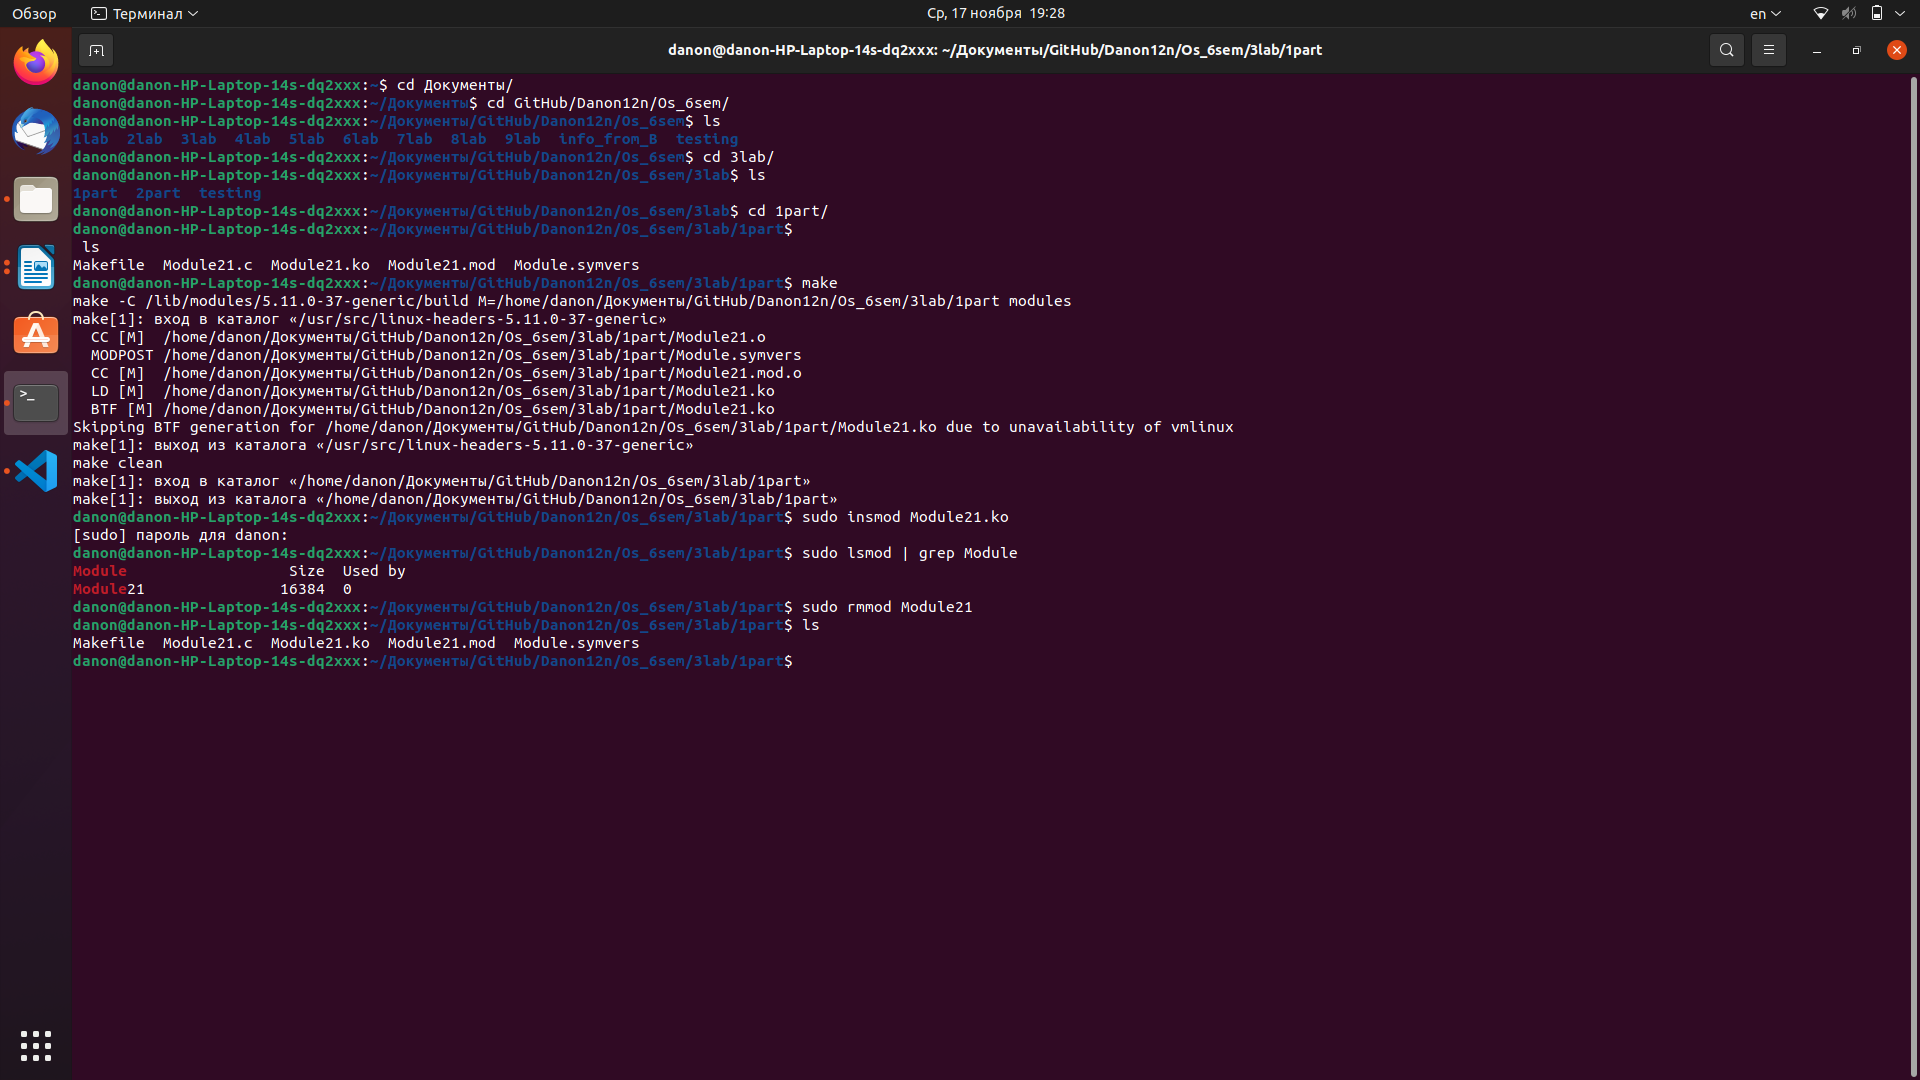 Обзор
Терминал
Ср, 17 ноября 19:28
en
danon@danon-HP-Laptop-14s-dq2xxx: ~/Документы/GitHub/Danon12n/Os_6sem/3lab/1part
danon@danon-HP-Laptop-14s-dq2xxx:~$ cd Документы/
danon@danon-HP-Laptop-14s-dq2xxx:~/Документы$ cd GitHub/Danon12n/Os_6sem/
danon@danon-HP-Laptop-14s-dq2xxx:~/Документы/GitHub/Danon12n/Os_6sem$ ls
1lab  2lab  3lab  4lab  5lab  6lab  7lab  8lab  9lab  info_from_B  testing
danon@danon-HP-Laptop-14s-dq2xxx:~/Документы/GitHub/Danon12n/Os_6sem$ cd 3lab/
danon@danon-HP-Laptop-14s-dq2xxx:~/Документы/GitHub/Danon12n/Os_6sem/3lab$ ls
1part  2part  testing
danon@danon-HP-Laptop-14s-dq2xxx:~/Документы/GitHub/Danon12n/Os_6sem/3lab$ cd 1part/
danon@danon-HP-Laptop-14s-dq2xxx:~/Документы/GitHub/Danon12n/Os_6sem/3lab/1part$
 ls
Makefile  Module21.c  Module21.ko  Module21.mod  Module.symvers
danon@danon-HP-Laptop-14s-dq2xxx:~/Документы/GitHub/Danon12n/Os_6sem/3lab/1part$ make
make -C /lib/modules/5.11.0-37-generic/build M=/home/danon/Документы/GitHub/Danon12n/Os_6sem/3lab/1part modules
make[1]: вход в каталог «/usr/src/linux-headers-5.11.0-37-generic»
  CC [M]  /home/danon/Документы/GitHub/Danon12n/Os_6sem/3lab/1part/Module21.o
  MODPOST /home/danon/Документы/GitHub/Danon12n/Os_6sem/3lab/1part/Module.symvers
  CC [M]  /home/danon/Документы/GitHub/Danon12n/Os_6sem/3lab/1part/Module21.mod.o
  LD [M]  /home/danon/Документы/GitHub/Danon12n/Os_6sem/3lab/1part/Module21.ko
  BTF [M] /home/danon/Документы/GitHub/Danon12n/Os_6sem/3lab/1part/Module21.ko
Skipping BTF generation for /home/danon/Документы/GitHub/Danon12n/Os_6sem/3lab/1part/Module21.ko due to unavailability of vmlinux
make[1]: выход из каталога «/usr/src/linux-headers-5.11.0-37-generic»
make clean
make[1]: вход в каталог «/home/danon/Документы/GitHub/Danon12n/Os_6sem/3lab/1part»
make[1]: выход из каталога «/home/danon/Документы/GitHub/Danon12n/Os_6sem/3lab/1part»
danon@danon-HP-Laptop-14s-dq2xxx:~/Документы/GitHub/Danon12n/Os_6sem/3lab/1part$ sudo insmod Module21.ko
[sudo] пароль для danon:
danon@danon-HP-Laptop-14s-dq2xxx:~/Документы/GitHub/Danon12n/Os_6sem/3lab/1part$ sudo lsmod | grep Module
Module                  Size  Used by
Module21               16384  0
danon@danon-HP-Laptop-14s-dq2xxx:~/Документы/GitHub/Danon12n/Os_6sem/3lab/1part$ sudo rmmod Module21
danon@danon-HP-Laptop-14s-dq2xxx:~/Документы/GitHub/Danon12n/Os_6sem/3lab/1part$ ls
Makefile  Module21.c  Module21.ko  Module21.mod  Module.symvers
danon@danon-HP-Laptop-14s-dq2xxx:~/Документы/GitHub/Danon12n/Os_6sem/3lab/1part$